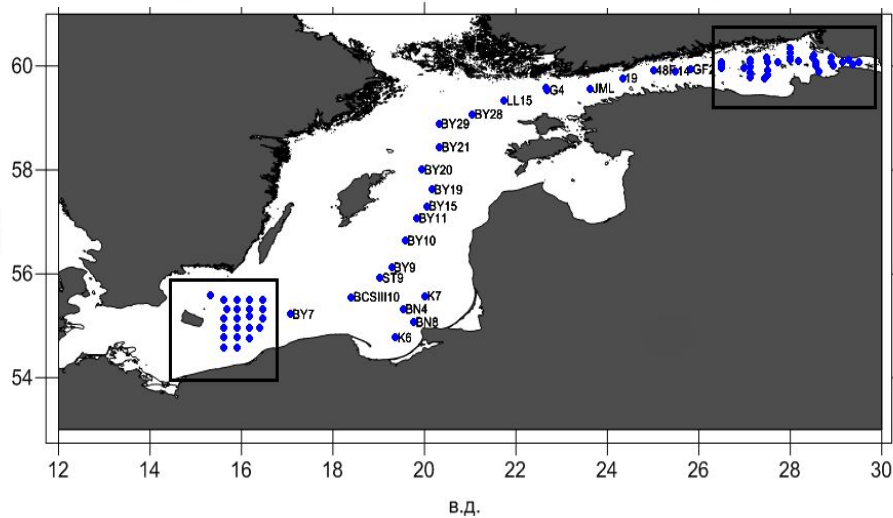 60
58
56
54
12 14 16 18 20 22 24 26 28 30
в.д.
19 48F 14 GF2
G4 JML
LL15
BY28
BY29
BY21
BY20
BY19
BY15
BY11
BY10
BY9
ST9
BCSIII10 K7
BY7 BN4
BN8
K6